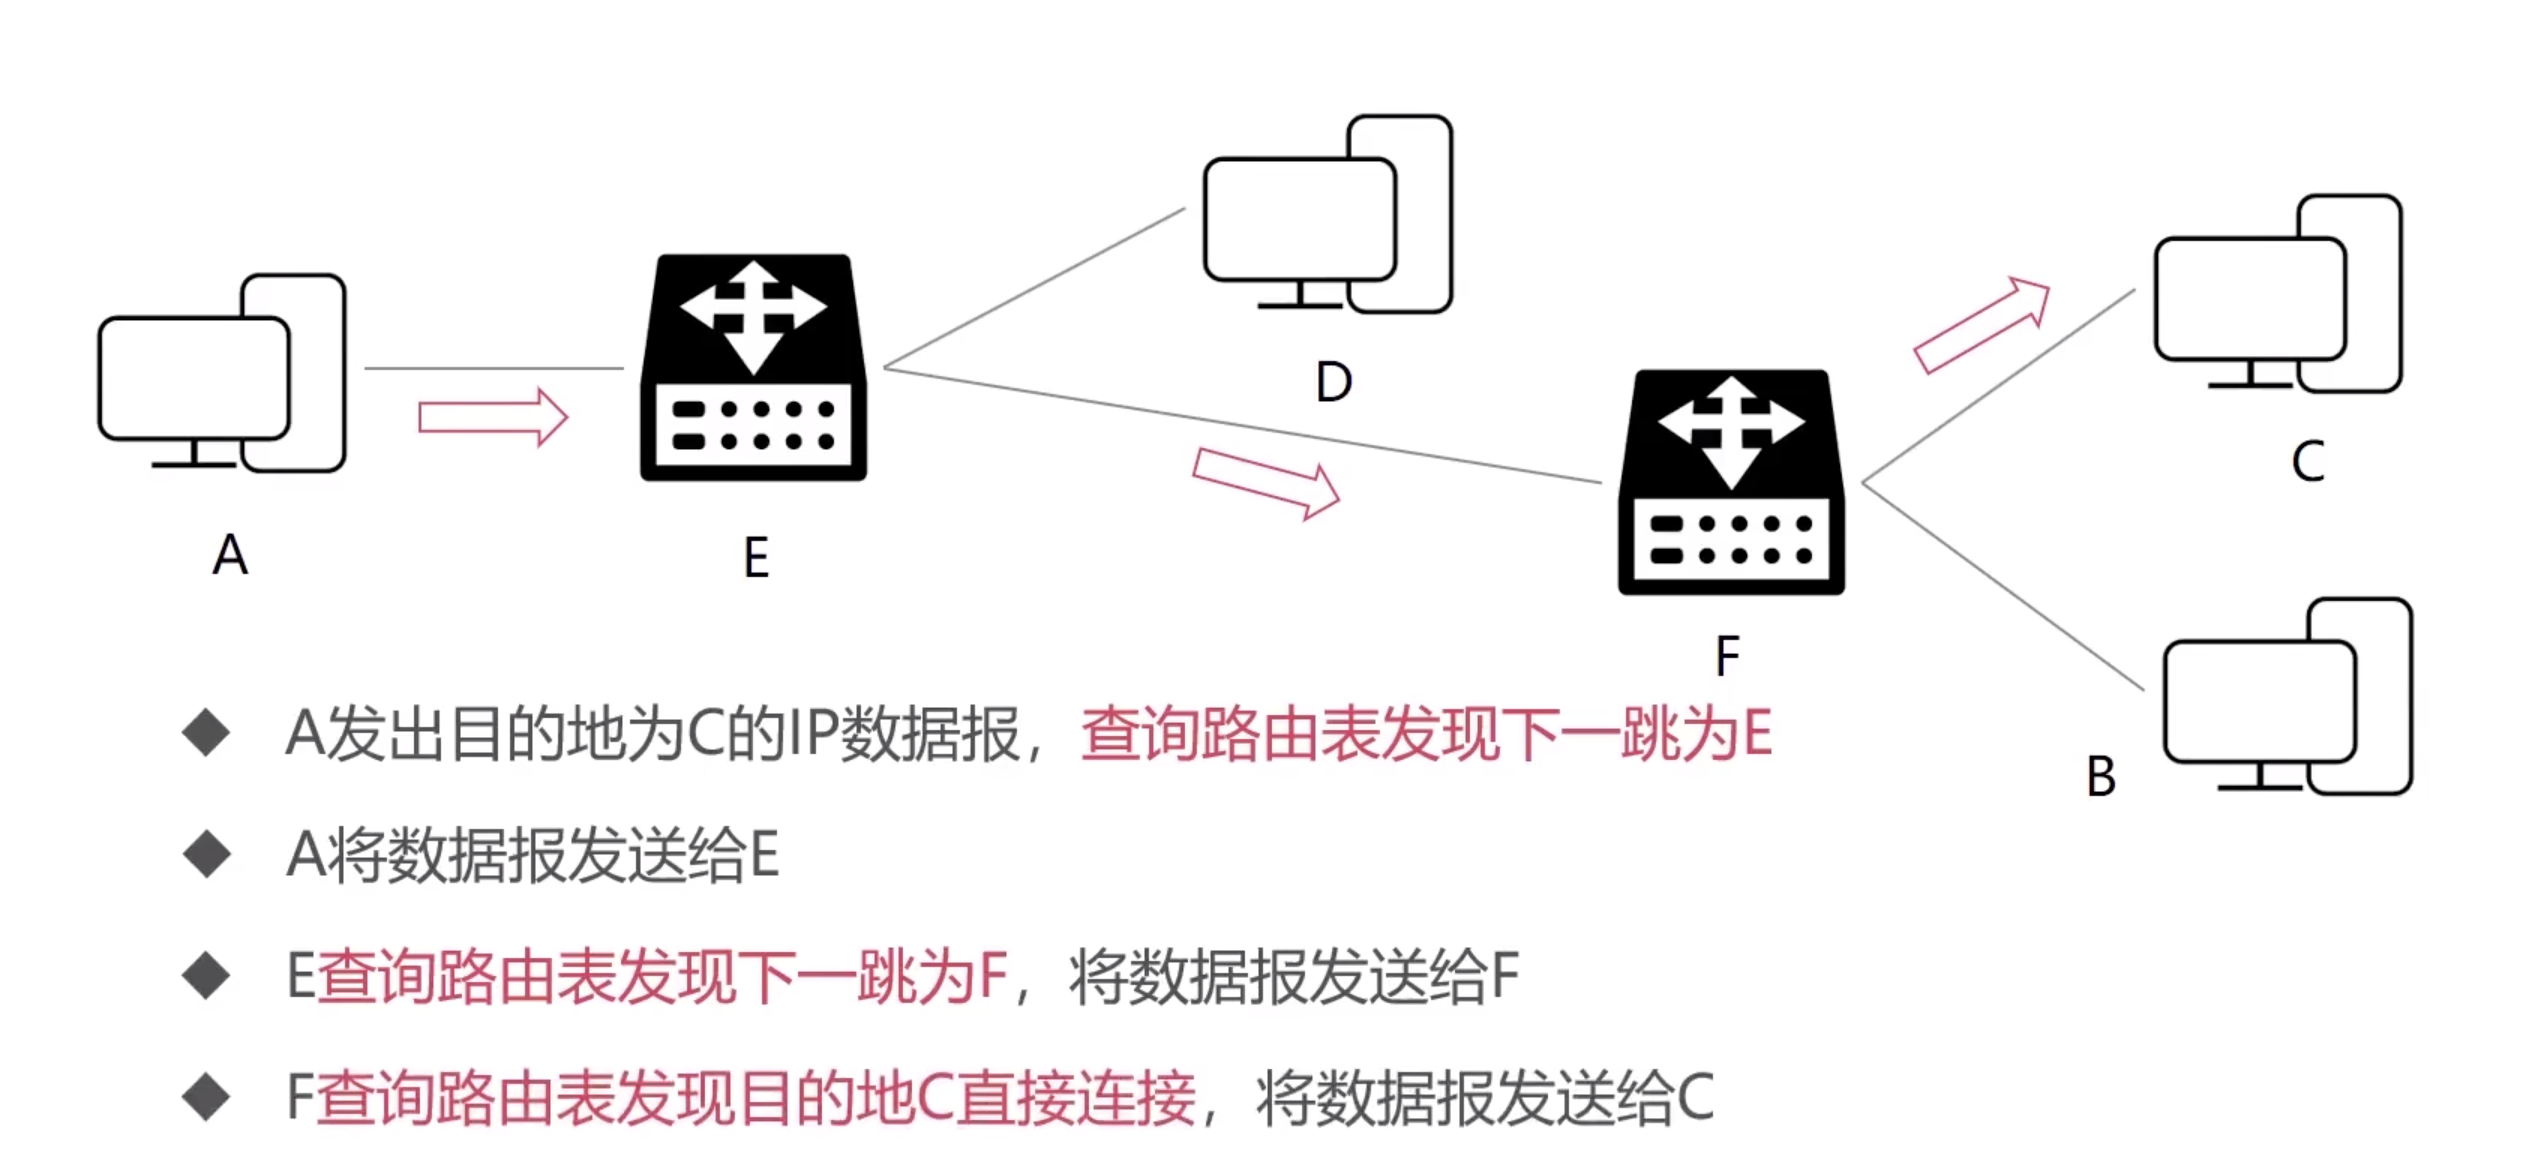 D
C
A
E
F
B
A发出目的地为C的IP数据报，查询路由表发现下一跳为E
A将数据报发送给E
E查询路由表发现下一跳为F，将数据报发送给F
F查询路由表发现目的地C直接连接，将数据报发送给C